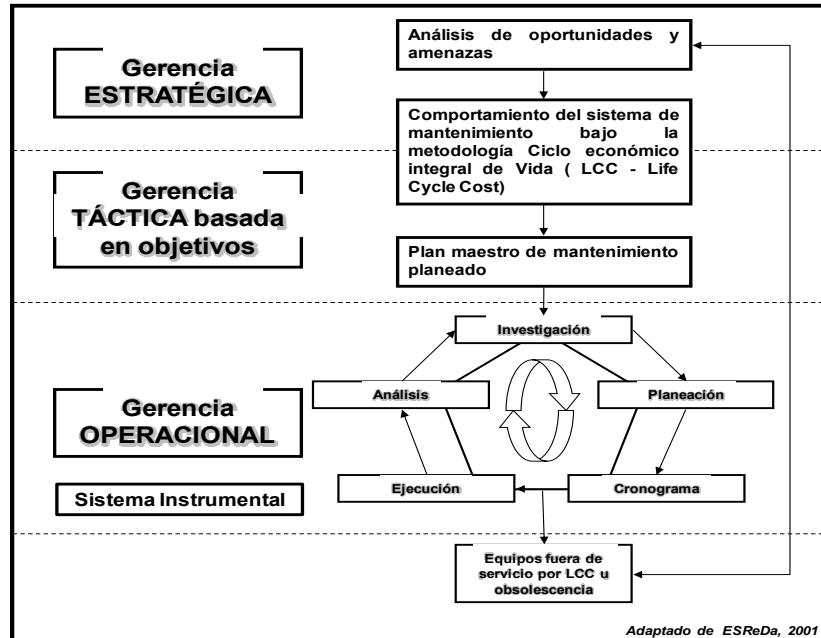 Gerencia
ESTRATÉGICA
Análisis de oportunidades y
amenazas
Comportamiento del sistema de
mantenimiento bajo la
metodología Ciclo económico
integral de Vida ( LCC - Life
Cycle Cost)
Gerencia
TÁCTICA basada
en objetivos
Plan maestro de mantenimiento
planeado
Gerencia
OPERACIONAL
Sistema Instrumental
Investigación
Análisis
Planeación
Ejecución
Cronograma
Equipos fuera de
servicio por LCC u
obsolescencia
Adaptado de ESReDa, 2001